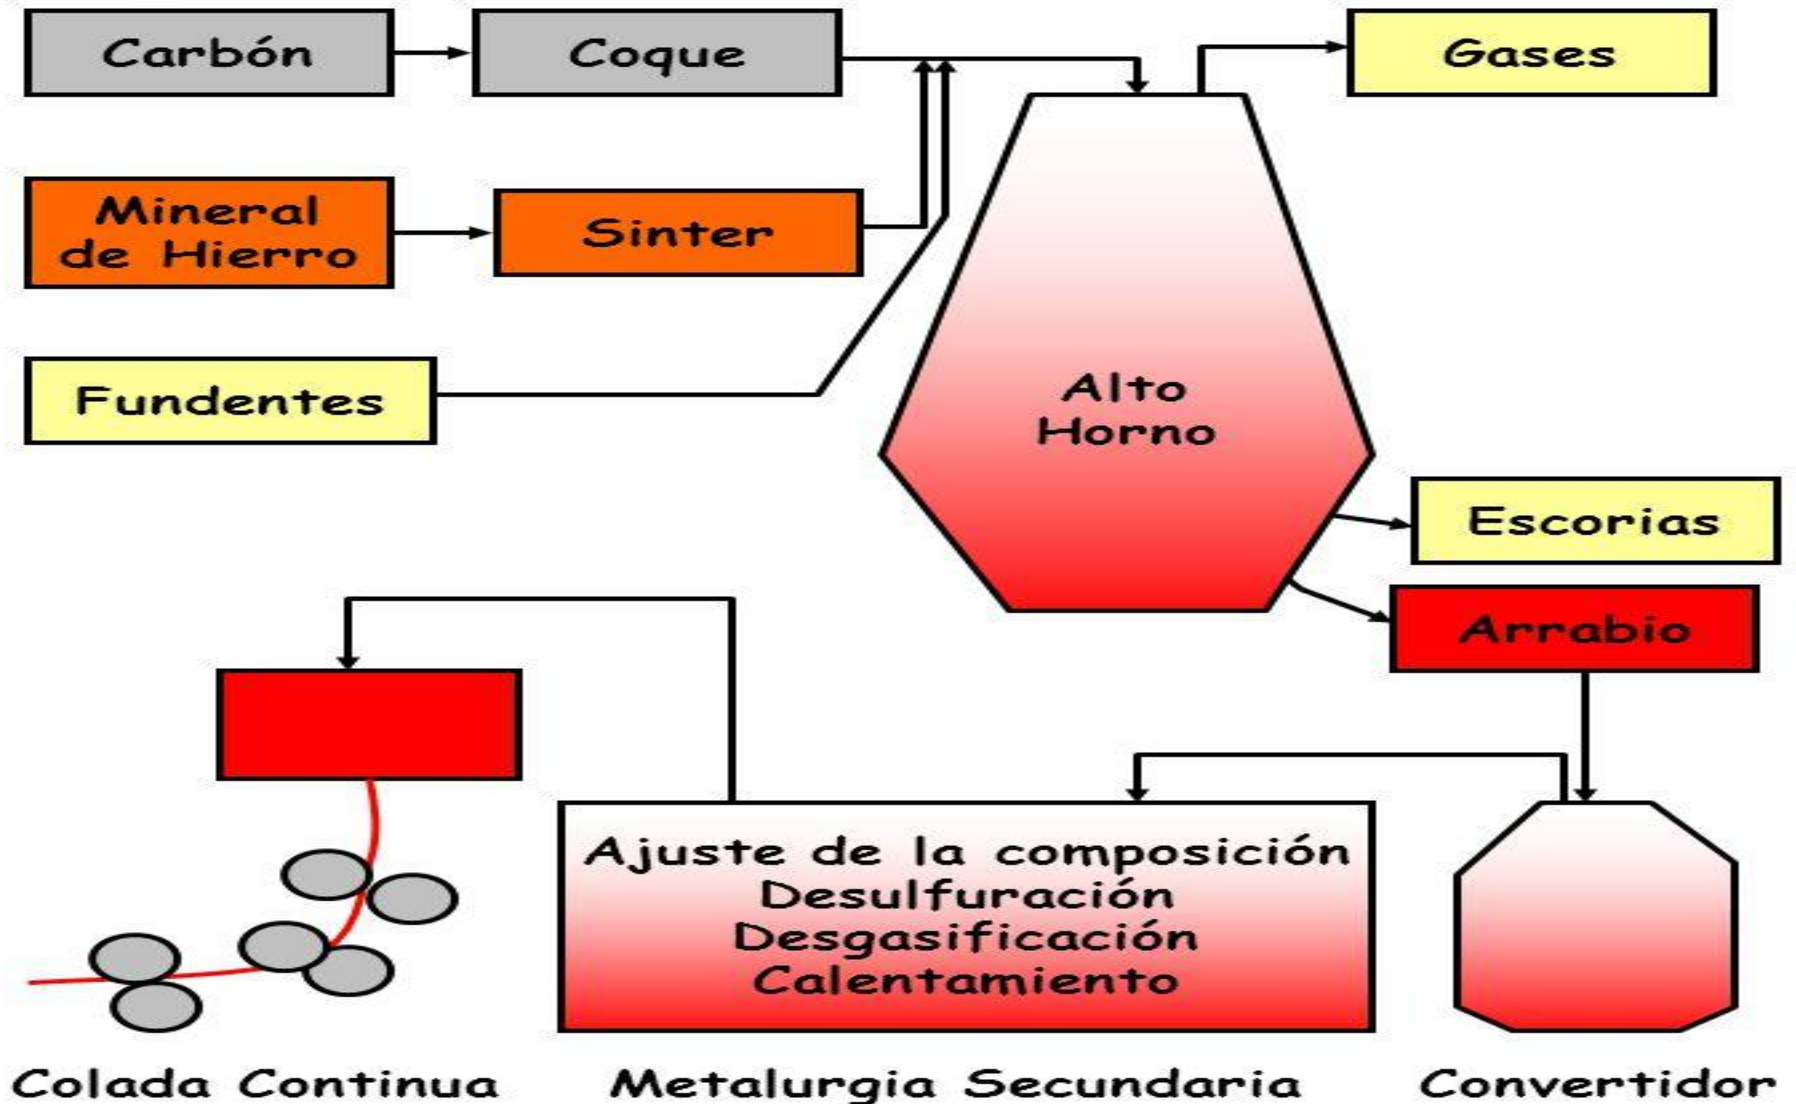 Carbón
Coque
Gases
Mineral
de Hierro
Sinter
Fundentes
Alto
Horno
Escorias
Arrabio
Ajuste de la composición
Desulfuración
Desgasificación
Calentamiento
Colada Continua
Metalurgia Secundaria
Convertidor